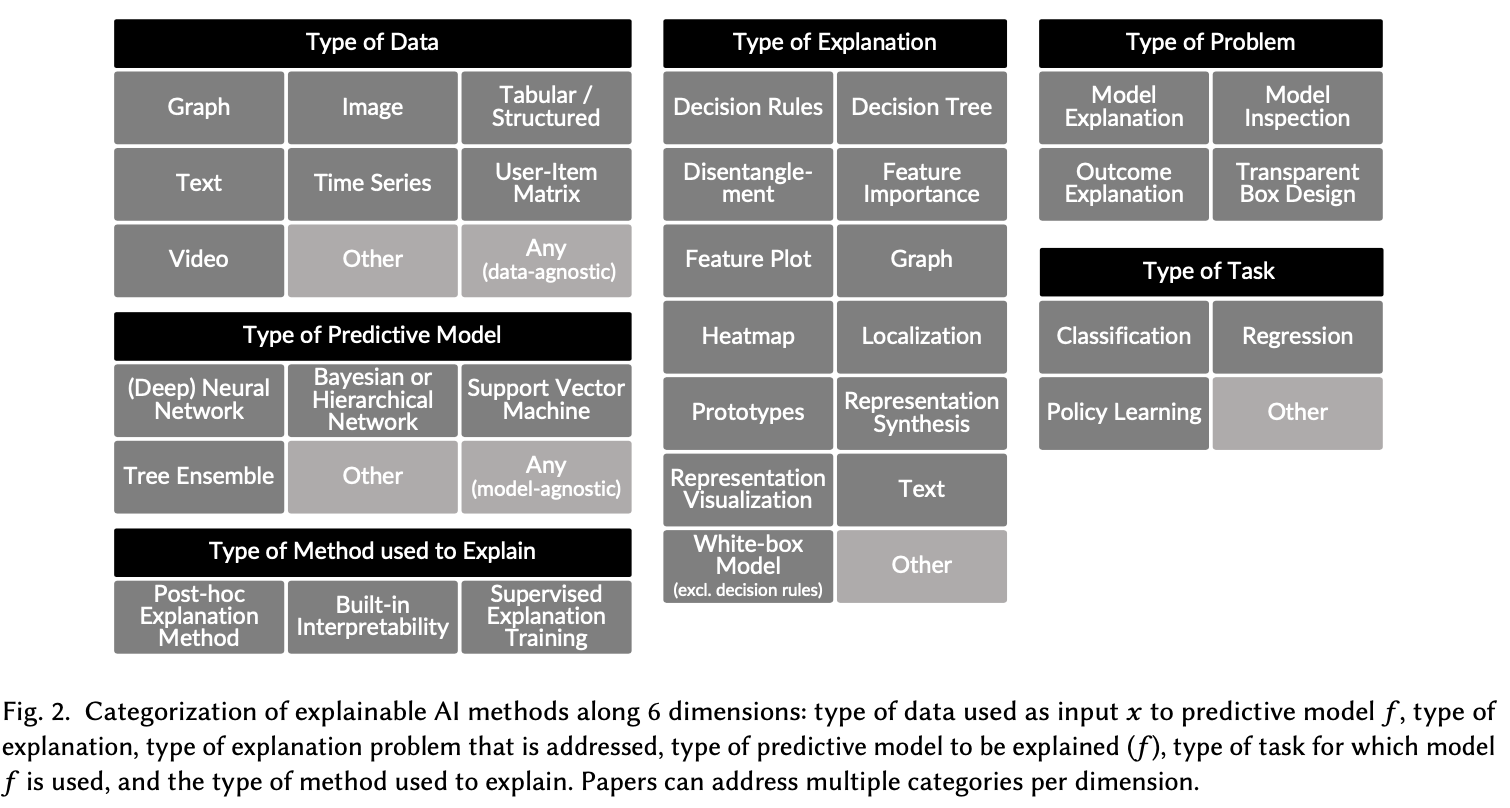 Type of Data
Graph
Image
Tabular /
Structured
Text
Time Series
User-Item
Matrix
Video
Other
Any
(data-agnostic)
Type of Predictive Model
(Deep) Neural
Network
Bayesian or
Hierarchical
Network
Support Vector
Machine
Tree Ensemble
Other
Any
(model-agnostic)
Type of Method used to Explain
Post-hoc
Explanation
Method
Built-in
Interpretability
Supervised
Explanation
Training
Type of Explanation
Decision Rules
Decision Tree
Disentangle-
ment
Feature
Importance
Feature Plot
Graph
Heatmap
Localization
Prototypes
Representation
Synthesis
Representation
Visualization
Text
White-box
Model
(excl. decision rules)
Other
Type of Problem
Model
Explanation
Model
Inspection
Outcome
Explanation
Transparent
Box Design
Type of Task
Classification
Regression
Policy Learning
Other
Fig. 2. Categorization of explainable AI methods along 6 dimensions: type of data used as input x to predictive model f, type of
explanation, type of explanation problem that is addressed, type of predictive model to be explained (f), type of task for which model
f is used, and the type of method used to explain. Papers can address multiple categories per dimension.